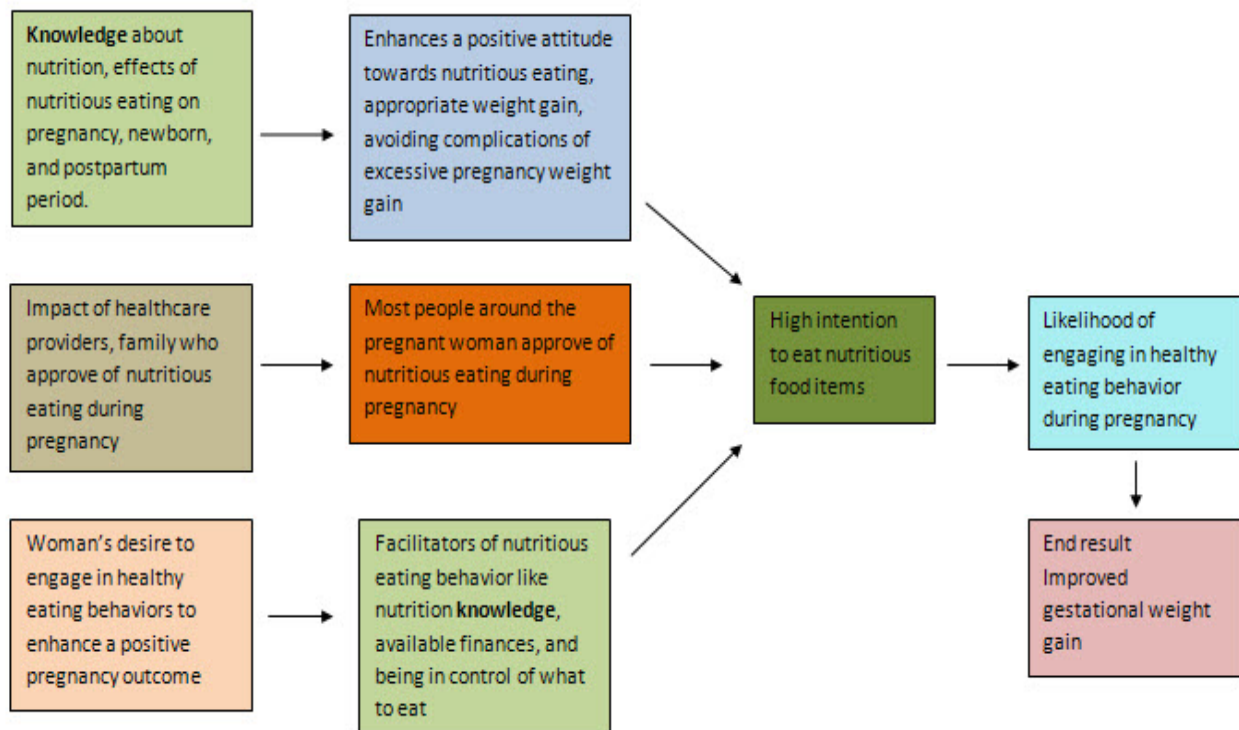 Knowledge about
nutrition, effects of
nutritious eating on
pregnancy, newborn,
and postpartum
period.
Enhances a positive attitude
towards nutritious eating,
appropriate weight gain,
avoiding complications of
excessive pregnancy weight
gain
Impact of healthcare
providers, family who
approve of nutritious
eating during
pregnancy
Most people around the
pregnant woman approve of
nutritious eating during
pregnancy
High intention
to eat nutritious
food items
Likelihood of
engaging in healthy
eating behavior
during pregnancy
Woman's desire to
engage in healthy
eating behaviors to
enhance a positive
pregnancy outcome
Facilitators of nutritious
eating behavior like
nutrition knowledge,
available finances, and
being in control of what
to eat
End result
Improved
gestational weight
gain